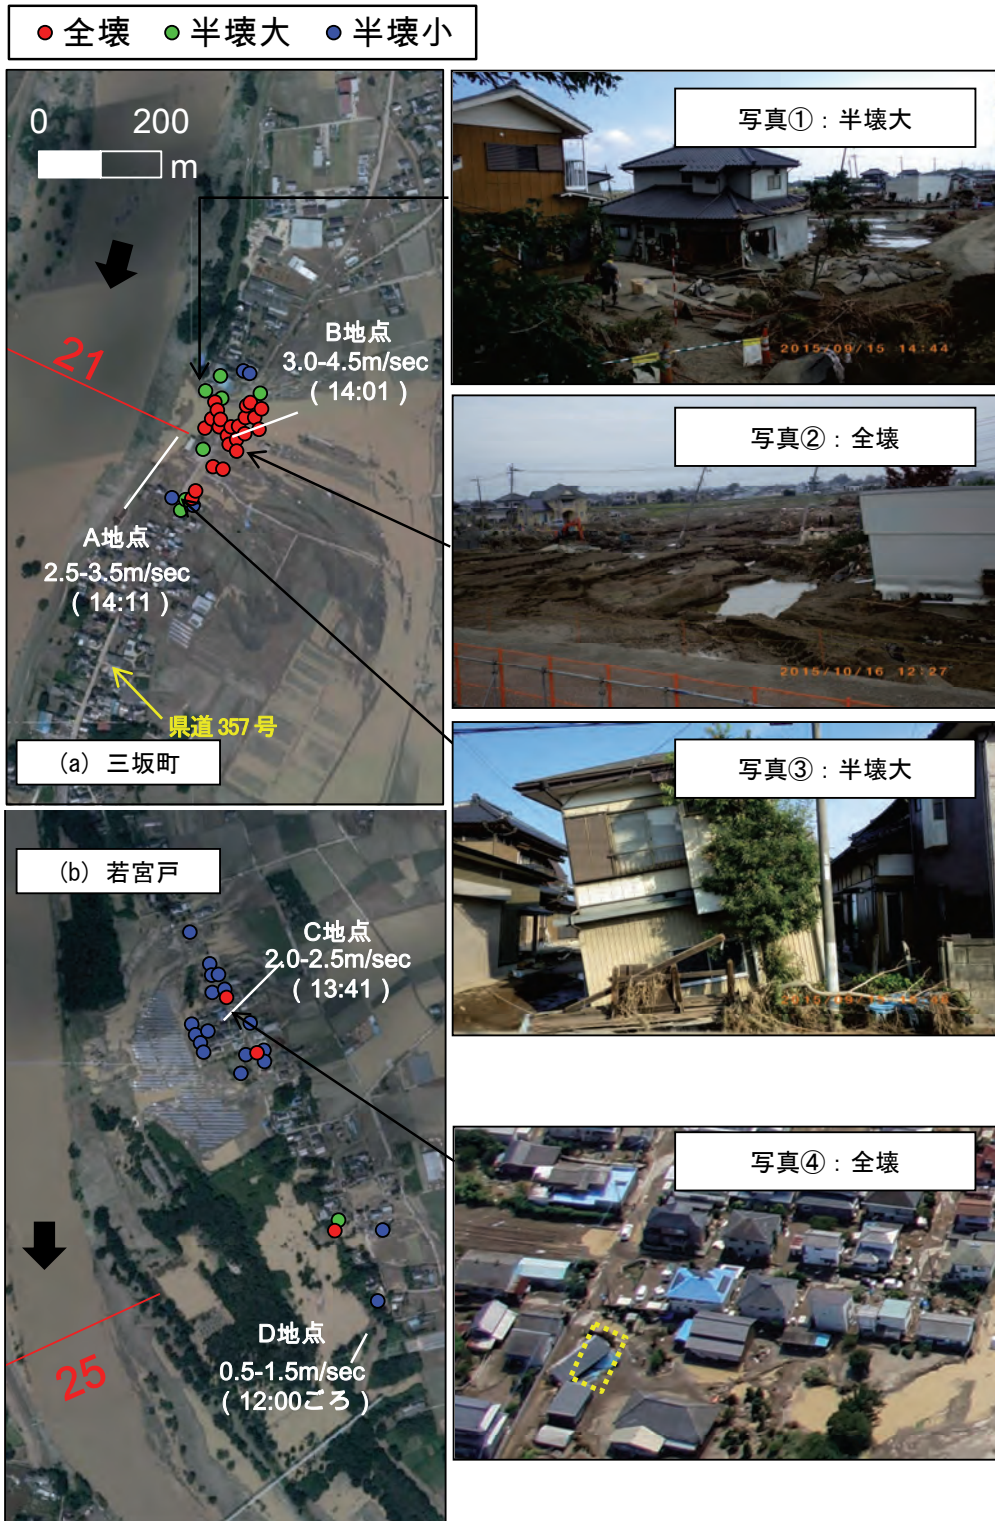 全壊 半壊大 半壊小
0 200
m
21
B地点
3.0-4.5m/sec
( 14:01 )
A地点
2.5-3.5m/sec
( 14:11 )
県道357号
(a) 三坂町
写真①:半壊大
2015/09/15 14:44
写真②:全壊
2015/10/16 12:27
写真③:半壊大
(b) 若宮戸
C地点
2.0-2.5m/sec
( 13:41 )
25
D地点
0.5-1.5m/sec
( 12:00ごろ )
写真④:全壊